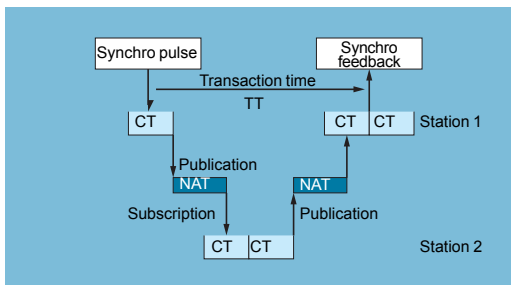 Synchro pulse
Synchro
feedback
Transaction time
TT
CT
CT CT
Station 1
Publication
NAT
NAT
Subscription
Publication
CT CT
Station 2